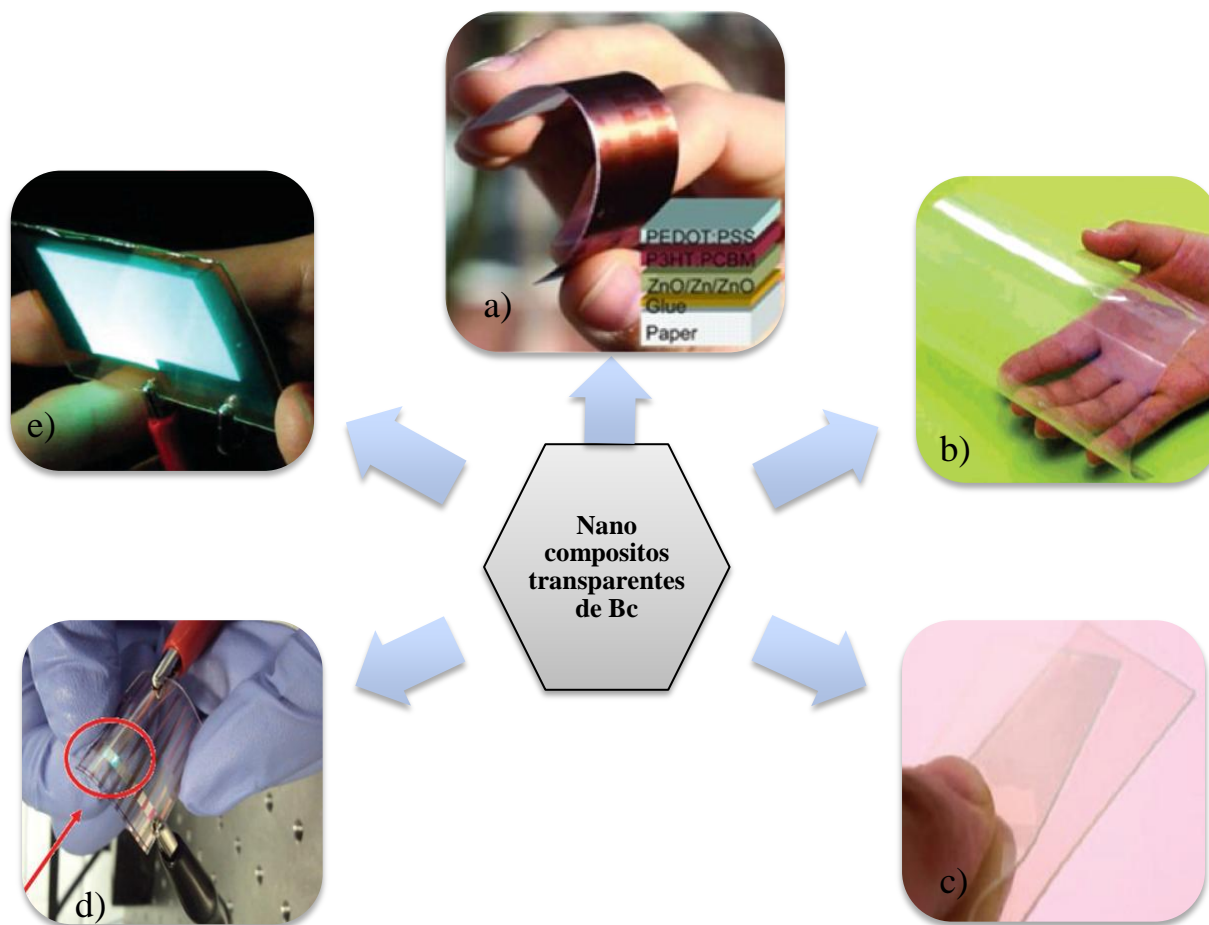 a)
PEDOT:PSS
P3HT:PCBM
ZnO/Zn/ZnO
Glue
Paper
e)
b)
Nano
compositos
transparentes
de Bc
d)
c)